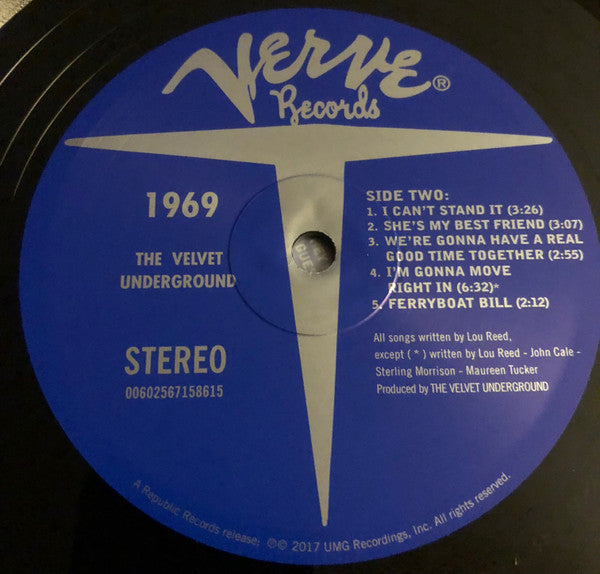 Verve®
Records
1969
THE VELVET
UNDERGROUND
STEREO
00602567158615
SIDE TWO:
1. I CAN'T STAND IT (3:26)
2. SHE'S MY BEST FRIEND (3:07)
3. WE'RE GONNA HAVE A REAL
GOOD TIME TOGETHER (2:55)
4. I'M GONNA MOVE
RIGHT IN (6:32)*
5. FERRYBOAT BILL (2:12)
All songs written by Lou Reed,
except ( * ) written by Lou Reed - John Cale -
Sterling Morrison - Maureen Tucker
Produced by THE VELVET UNDERGROUND
A Republic Records release; ℗© 2017 UMG Recordings, Inc. All rights reserved.